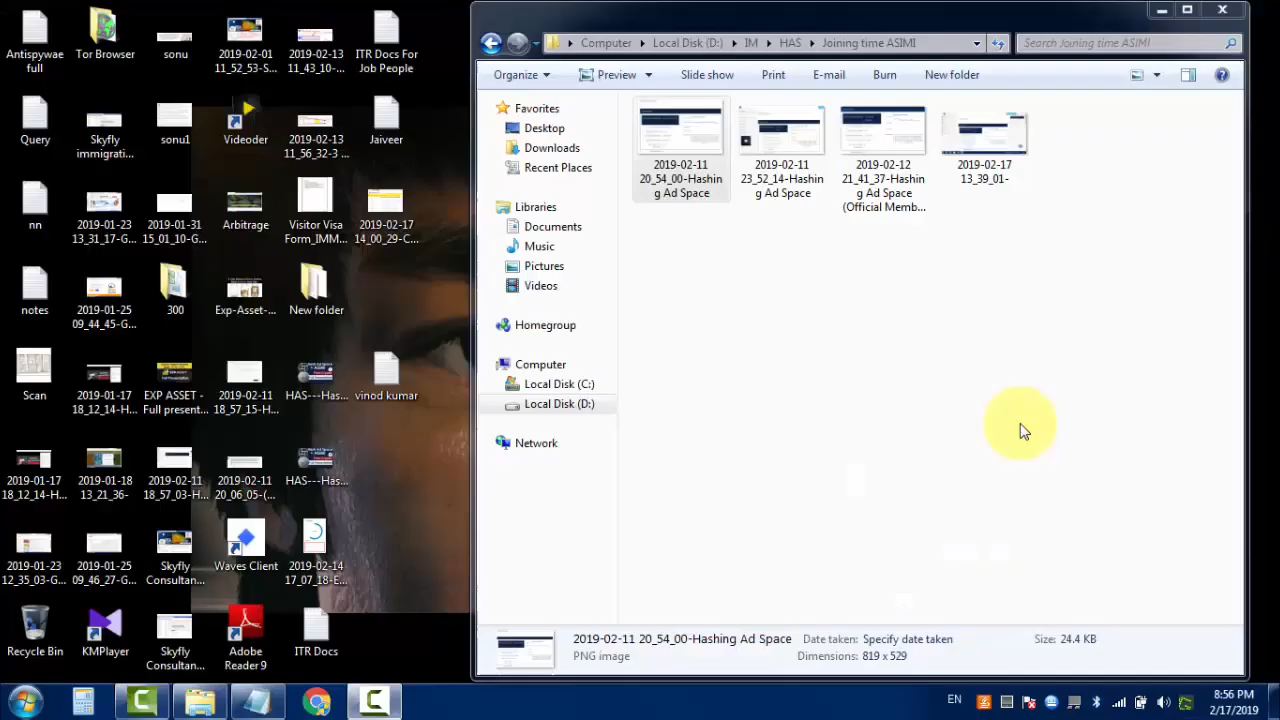 Antispywae
full
Tor Browser
sonu
2019-02-01
11_52_53-S...
2019-02-13
11_43_10-...
ITR Docs For
Job People
Query
Skyfly
immigrati...
sonu1
Videoder
2019-02-13
11_56_32-3 ...
Jaiveer
nn
2019-01-23
13_31_17-G...
2019-01-31
15_01_10-G...
Arbitrage
Visitor Visa
Form_IMM...
2019-02-17
14_00_29-C...
notes
2019-01-25
09_44_45-G...
300
Exp-Asset-...
New folder
Scan
2019-01-17
18_12_14-H...
EXP ASSET -
Full present...
2019-02-11
18_57_15-H...
HAS---Has...
vinod kumar
2019-01-17
18_12_14-H...
2019-01-18
13_21_36-
2019-02-11
18_57_03-H...
2019-02-11
20_06_05-(...
HAS---Has...
2019-01-23
12_35_03-G...
2019-01-25
09_46_27-G...
Skyfly
Consultan...
Waves Client
2019-02-14
17_07_18-E...
Recycle Bin
KMPlayer
Skyfly
Consultan...
Adobe
Reader 9
ITR Docs
Computer
Local Disk (D:)
IM
HAS
Joining time ASIMI
Search Joining time ASIMI
Organize
Preview
Slide show
Print
E-mail
Burn
New folder
Favorites
Desktop
Downloads
Recent Places
Libraries
Documents
Music
Pictures
Videos
Homegroup
Computer
Local Disk (C:)
Local Disk (D:)
Network
2019-02-11
20_54_00-Hashin
g Ad Space
2019-02-11
23_52_14-Hashin
g Ad Space
2019-02-12
21_41_37-Hashin
g Ad Space
(Official Memb...
2019-02-17
13_39_01-
2019-02-11 20_54_00-Hashing Ad Space
PNG image
Date taken: Specify date taken
Dimensions: 819 x 529
Size: 24.4 KB
EN
8:56 PM
2/17/2019